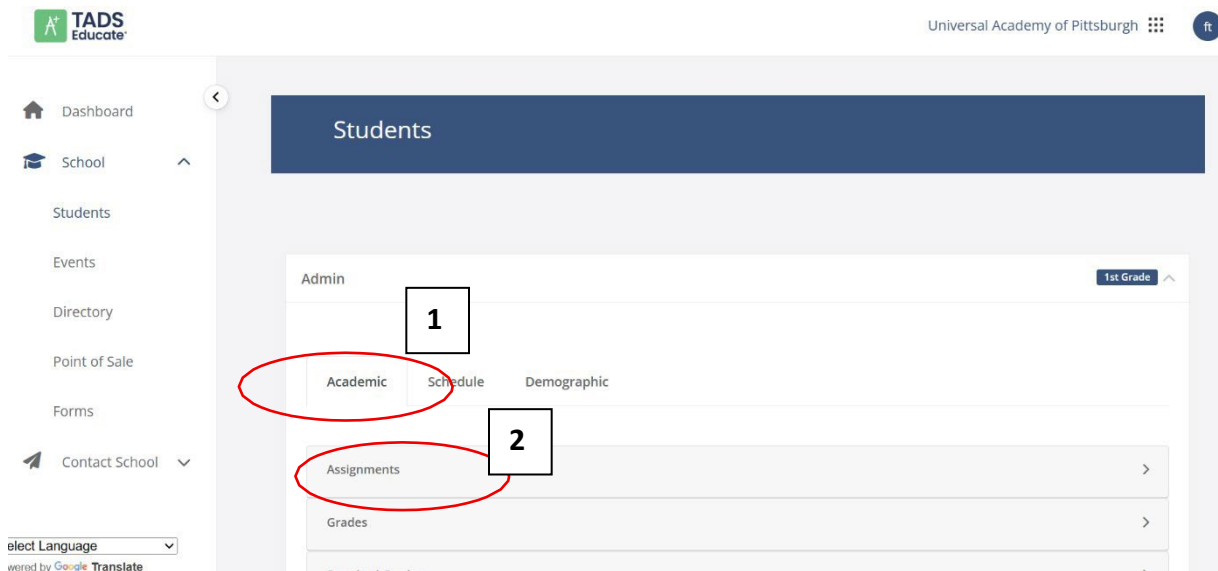 A+ TADS
Educate
Universal Academy of Pittsburgh
ft
Dashboard
School
Students
Events
Directory
Point of Sale
Forms
Contact School
elect Language
wered by Google Translate
Students
Admin
1st Grade
1
Academic
Schedule
Demographic
2
Assignments
Grades